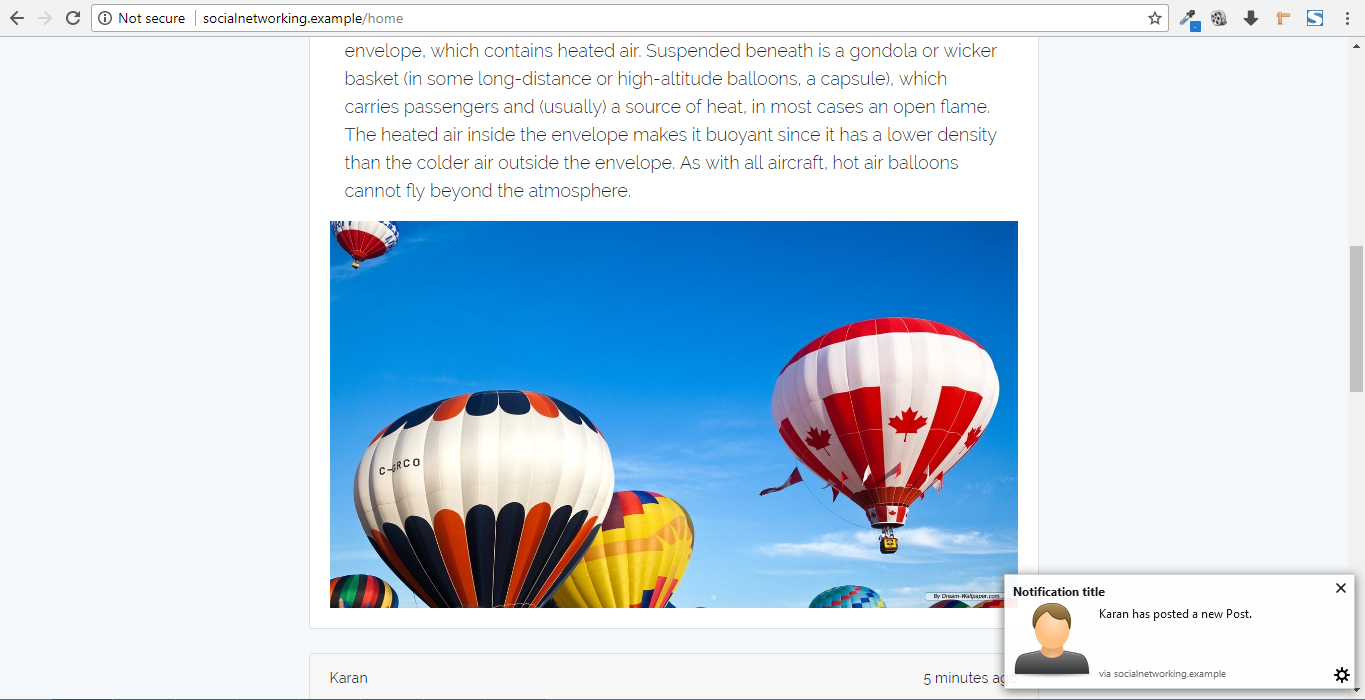 Not secure | socialnetworking.example/home
envelope, which contains heated air. Suspended beneath is a gondola or wicker
basket (in some long-distance or high-altitude balloons, a capsule), which
carries passengers and (usually) a source of heat, in most cases an open flame.
The heated air inside the envelope makes it buoyant since it has a lower density
than the colder air outside the envelope. As with all aircraft, hot air balloons
cannot fly beyond the atmosphere.
C-GRCO
By Dream-Wallpaper.com
Notification title
Karan has posted a new Post.
via socialnetworking.example
Karan
5 minutes ago